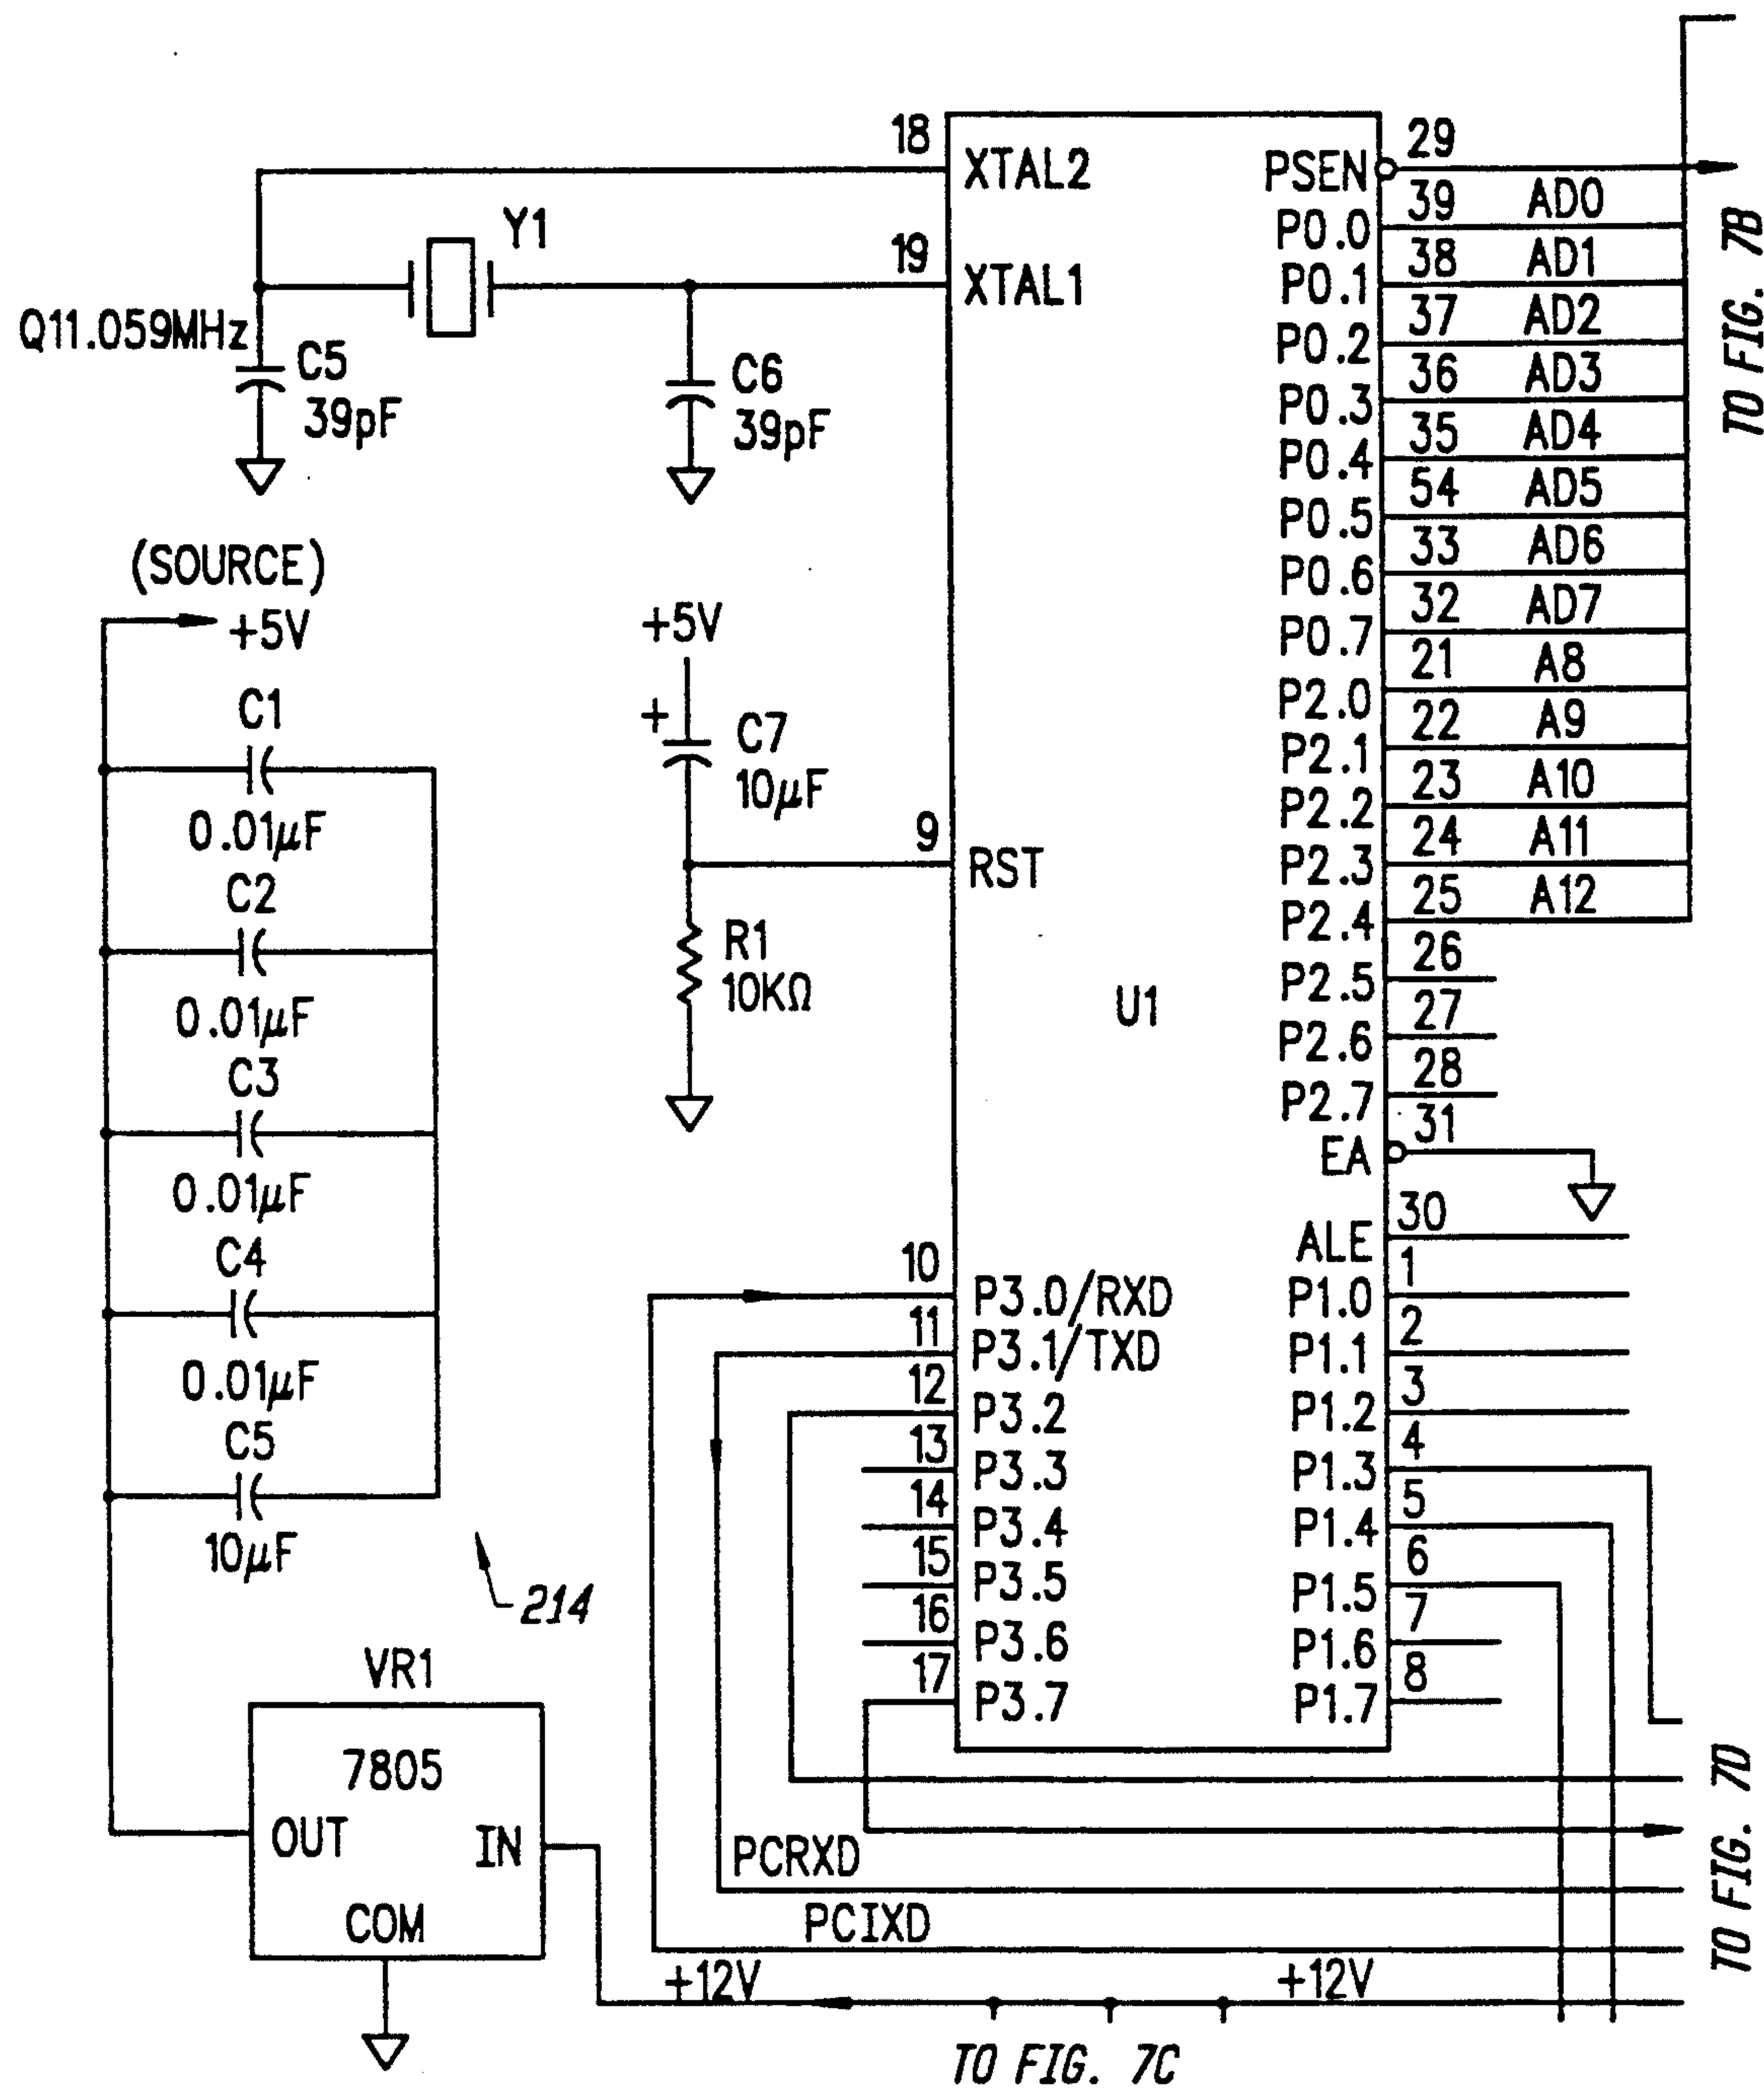 18
XTAL2
PSEN
29
39
AD0
P0.0
Y1
19
XTAL1
38
AD1
P0.1
TO FIG. 7B
Q11.059MHz
37
AD2
P0.2
C5
39pF
C6
39pF
36
AD3
P0.3
35
AD4
P0.4
54
AD5
P0.5
33
AD6
P0.6
(SOURCE)
+5V
+5V
32
AD7
P0.7
21
A8
P2.0
C1
0.01μF
+
C7
10μF
22
A9
P2.1
23
A10
P2.2
9
RST
24
A11
P2.3
C2
0.01μF
25
A12
P2.4
R1
10KΩ
U1
26
P2.5
27
P2.6
28
P2.7
C3
0.01μF
31
EA
30
ALE
C4
0.01μF
10
P3.0/RXD
1
P1.0
11
P3.1/TXD
2
P1.1
12
P3.2
3
P1.2
C5
10μF
13
P3.3
4
P1.3
14
P3.4
5
P1.4
15
P3.5
6
P1.5
214
16
P3.6
7
P1.6
17
P3.7
8
P1.7
VR1
7805
OUT
IN
COM
PCRXD
PCIXD
TO FIG. 7D
+12V
+12V
TO FIG. 7C